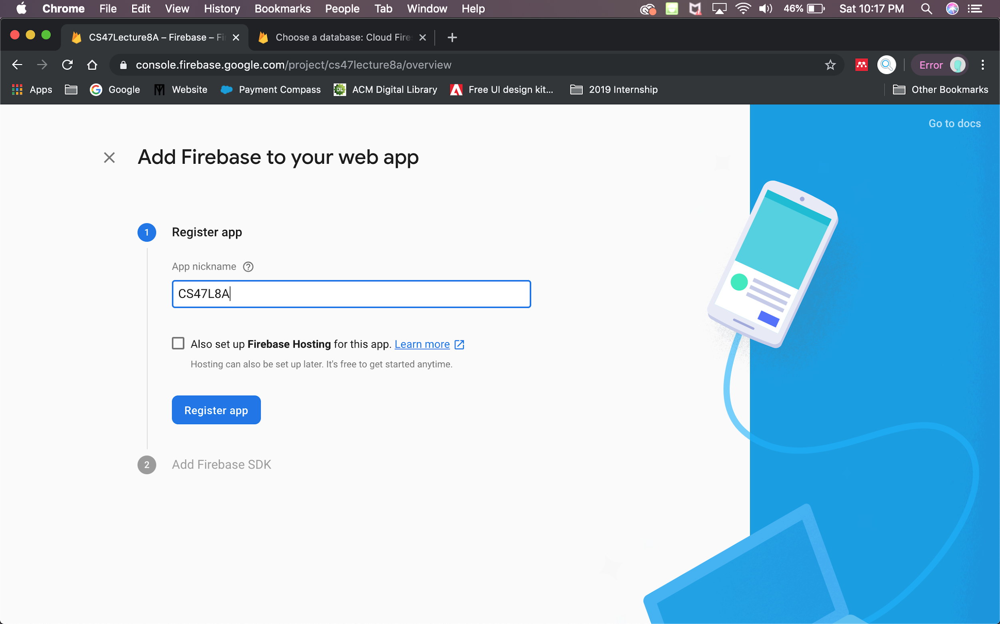 Chrome File Edit View History Bookmarks People Tab Window Help 46% Sat 10:17 PM
CS47Lecture8A – Firebase – Fi Choose a database: Cloud Fire
console.firebase.google.com/project/cs47lecture8a/overview Error
Apps Google Website Payment Compass DL ACM Digital Library Free UI design kit... 2019 Internship Other Bookmarks
Go to docs
Add Firebase to your web app
1 Register app
App nickname ?
CS47L8A
Also set up Firebase Hosting for this app. Learn more
Hosting can also be set up later. It's free to get started anytime.
Register app
2 Add Firebase SDK